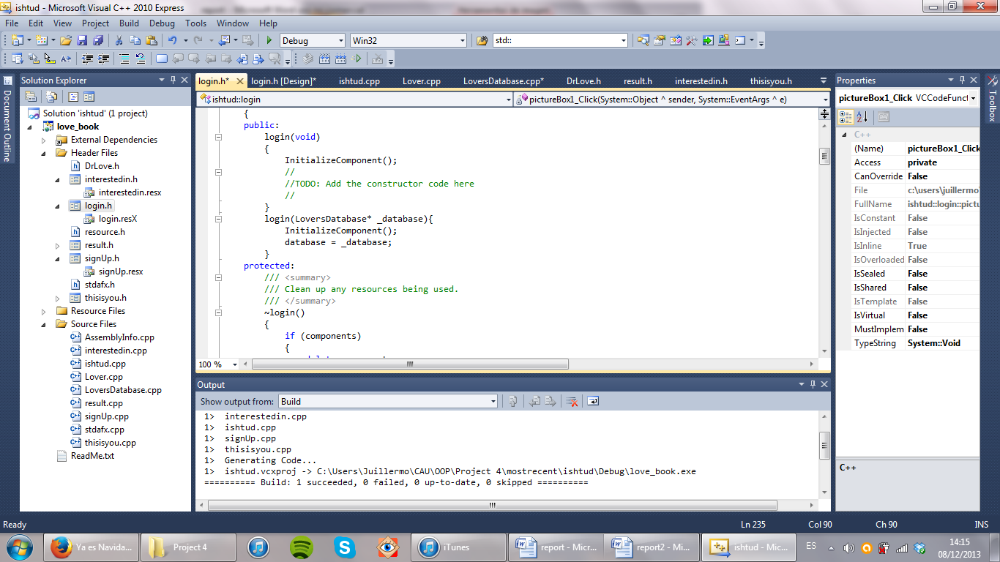 ishtud - Microsoft Visual C++ 2010 Express
File Edit View Project Build Debug Tools Window Help
Debug Win32 std::
Document Outline
Solution Explorer
Solution 'ishtud' (1 project)
love_book
External Dependencies
Header Files
DrLove.h
interestedin.h
interestedin.resx
login.h
login.resX
resource.h
result.h
signUp.h
signUp.resx
stdafx.h
thisisyou.h
Resource Files
Source Files
AssemblyInfo.cpp
interestedin.cpp
ishtud.cpp
Lover.cpp
LoversDatabase.cpp
result.cpp
signUp.cpp
stdafx.cpp
thisisyou.cpp
ReadMe.txt
login.h* login.h [Design]* ishtud.cpp Lover.cpp LoversDatabase.cpp* DrLove.h result.h interestedin.h thisisyou.h
ishtud::login pictureBox1_Click(System::Object ^ sender, System::EventArgs ^ e)
{
public:
login(void)
{
InitializeComponent();
//
//TODO: Add the constructor code here
//
}
login(LoversDatabase* _database){
InitializeComponent();
database = _database;
}
protected:
/// <summary>
/// Clean up any resources being used.
/// </summary>
~login()
{
if (components)
{
100 %
Output
Show output from: Build
1> interestedin.cpp
1> ishtud.cpp
1> signUp.cpp
1> thisisyou.cpp
1> Generating Code...
1> ishtud.vcxproj -> C:\Users\Juillermo\CAU\OOP\Project 4\mostrecent\ishtud\Debug\love_book.exe
========== Build: 1 succeeded, 0 failed, 0 up-to-date, 0 skipped ==========
Properties
pictureBox1_Click VCCodeFunct
C++
(Name) pictureBox1_Click
Access private
CanOverride False
File c:\users\juillermo\
FullName ishtud::login::pictu
IsConstant False
IsInjected False
IsInline True
IsOverloaded False
IsSealed False
IsShared False
IsTemplate False
IsVirtual False
MustImplem False
TypeString System::Void
C++
Toolbox
Ready Ln 235 Col 90 Ch 90 INS
Ya es Navida... Project 4 iTunes report - Micr... report2 - Mi... ishtud - Mic... ES 14:15
08/12/2013